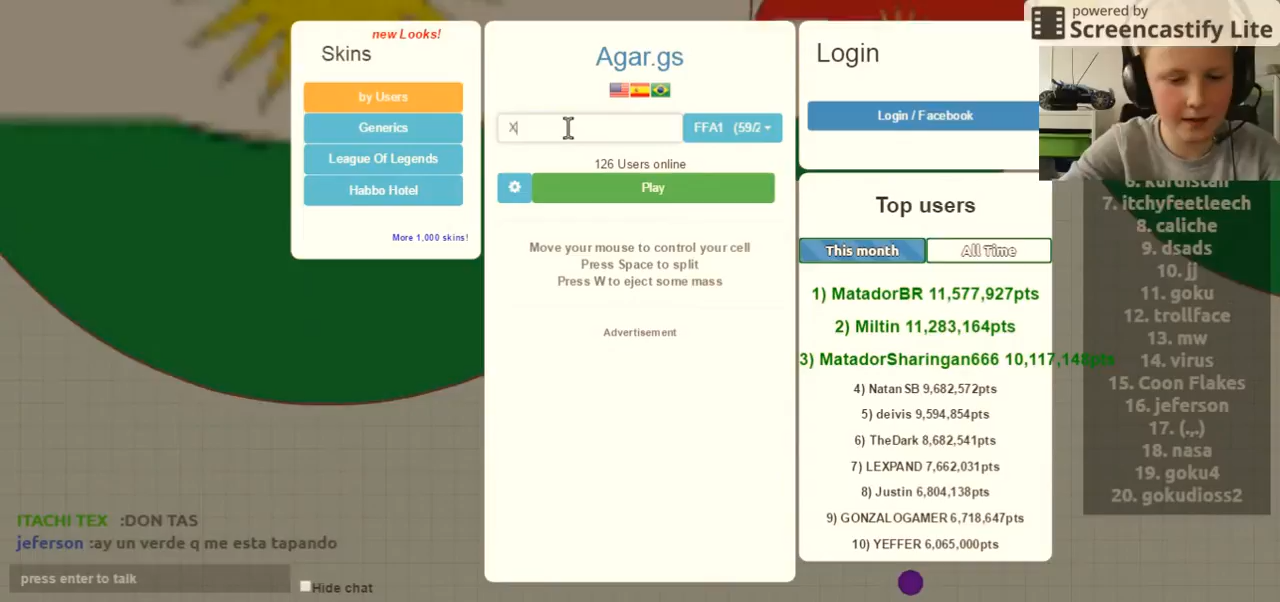 powered by
Screencastify Lite
new Looks!
Skins
by Users
Generics
League Of Legends
Habbo Hotel
More 1,000 skins!
Agar.gs
X
FFA1 (59/2
126 Users online
Play
Move your mouse to control your cell
Press Space to split
Press W to eject some mass
Advertisement
Login
Login / Facebook
Top users
This month
All Time
1) MatadorBR 11,577,927pts
2) Miltin 11,283,164pts
3) MatadorSharingan666 10,117,148pts
4) Natan SB 9,682,572pts
5) deivis 9,594,854pts
6) TheDark 8,682,541pts
7) LEXPAND 7,662,031pts
8) Justin 6,804,138pts
9) GONZALOGAMER 6,718,647pts
10) YEFFER 6,065,000pts
6. kurdistan
7. itchyfeetleech
8. caliche
9. dsads
10. jj
11. goku
12. trollface
13. mw
14. virus
15. Coon Flakes
16. jeferson
17. (.,.)
18. nasa
19. goku4
20. gokudioss2
ITACHI TEX :DON TAS
jeferson :ay un verde q me esta tapando
press enter to talk
Hide chat